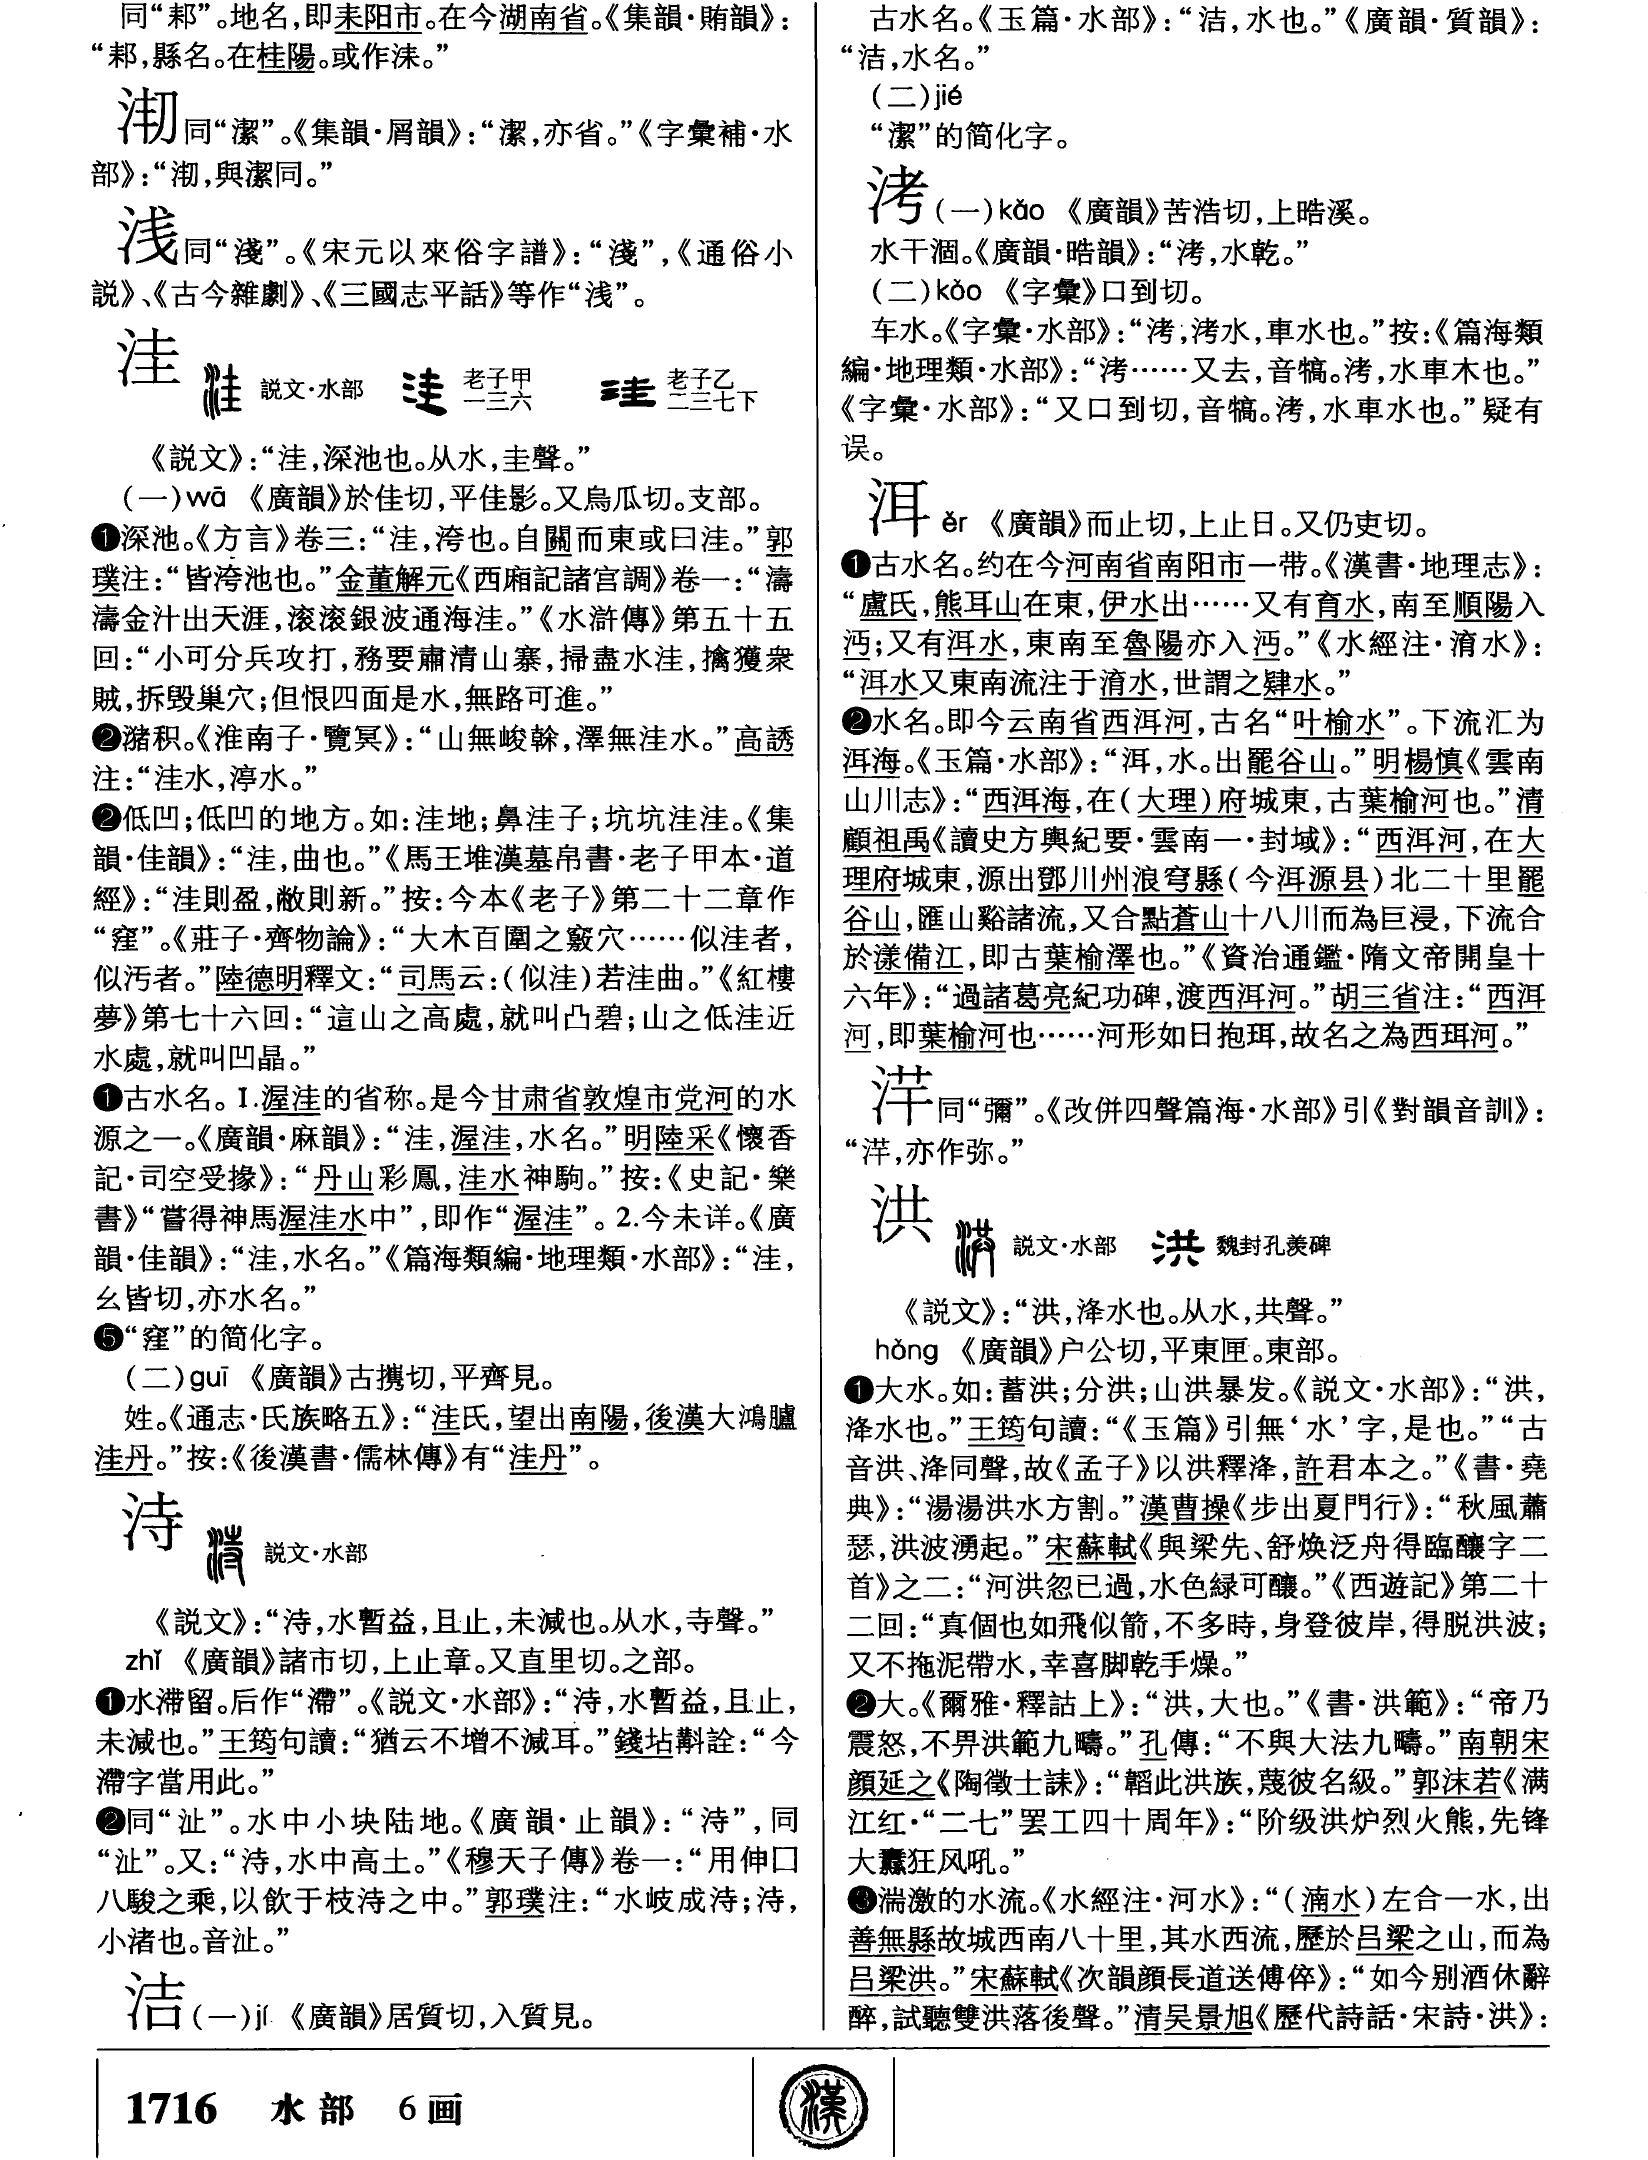 同“郲”。地名，即耒阳市。在今湖南省。《集韻·賄韻》：
“郲，縣名。在桂陽。或作涞。”
㓞同“潔”。《集韻·屑韻》：“潔，亦省。”《字彙補·水
部》：“㓞，與潔同。”
浅同“淺”。《宋元以來俗字譜》：“淺”，《通俗小
説》、《古今雜劇》、《三國志平話》等作“浅”。
洼 説文·水部 老子甲一三六 老子乙二三七下
《説文》：“洼，深池也。从水，圭聲。”
（一）wā 《廣韻》於佳切，平佳影。又烏瓜切。支部。
❶深池。《方言》卷三：“洼，洿也。自關而東或曰洼。”郭
璞注：“皆洿池也。”金董解元《西廂記諸宫調》卷一：“濤
濤金汁出天涯，滚滚銀波通海洼。”《水滸傳》第五十五
回：“小可分兵攻打，務要肅清山寨，掃盡水洼，擒獲衆
賊，拆毁巢穴；但恨四面是水，無路可進。”
❷潴积。《淮南子·覽冥》：“山無峻榦，澤無洼水。”高誘
注：“洼水，渟水。”
❷低凹；低凹的地方。如：洼地；鼻洼子；坑坑洼洼。《集
韻·佳韻》：“洼，曲也。”《馬王堆漢墓帛書·老子甲本·道
經》：“洼則盈，敝則新。”按：今本《老子》第二十二章作
“窪”。《莊子·齊物論》：“大木百圍之竅穴……似洼者，
似汚者。”陸德明釋文：“司馬云：（似洼）若洼曲。”《紅樓
夢》第七十六回：“這山之高處，就叫凸碧；山之低洼近
水處，就叫凹晶。”
❶古水名。1.渥洼的省称。是今甘肃省敦煌市党河的水
源之一。《廣韻·麻韻》：“洼，渥洼，水名。”明陸采《懷香
記·司空受掾》：“丹山彩鳳，洼水神駒。”按：《史記·樂
書》“嘗得神馬渥洼水中”，即作“渥洼”。2.今未详。《廣
韻·佳韻》：“洼，水名。”《篇海類編·地理類·水部》：“洼，
幺皆切，亦水名。”
❺“窪”的简化字。
（二）guī 《廣韻》古携切，平齊見。
姓。《通志·氏族略五》：“洼氏，望出南陽，後漢大鴻臚
洼丹。”按：《後漢書·儒林傳》有“洼丹”。
洔 説文·水部
《説文》：“洔，水暫益，且止，未減也。从水，寺聲。”
zhǐ 《廣韻》諸市切，上止章。又直里切。之部。
❶水滞留。后作“滯”。《説文·水部》：“洔，水暫益，且止，
未減也。”王筠句讀：“猶云不增不減耳。”錢坫斠詮：“今
滯字當用此。”
❷同“沚”。水中小块陆地。《廣韻·止韻》：“洔”，同
“沚”。又：“洔，水中高土。”《穆天子傳》卷一：“用伸囗
八駿之乘，以飲于枝洔之中。”郭璞注：“水岐成洔；洔，
小渚也。音沚。”
洁（一）jí 《廣韻》居質切，入質見。
古水名。《玉篇·水部》：“洁，水也。”《廣韻·質韻》：
“洁，水名。”
（二）jié
“潔”的简化字。
洘（一）kǎo 《廣韻》苦浩切，上晧溪。
水干涸。《廣韻·晧韻》：“洘，水乾。”
（二）kǒo 《字彙》口到切。
车水。《字彙·水部》：“洘，洘水，車水也。”按：《篇海類
編·地理類·水部》：“洘……又去，音犒。洘，水車木也。”
《字彙·水部》：“又口到切，音犒。洘，水車水也。”疑有
误。
洱 ěr 《廣韻》而止切，上止日。又仍吏切。
❶古水名。约在今河南省南阳市一带。《漢書·地理志》：
“盧氏，熊耳山在東，伊水出……又有育水，南至順陽入
沔；又有洱水，東南至魯陽亦入沔。”《水經注·淯水》：
“洱水又東南流注于淯水，世謂之肄水。”
❷水名。即今云南省西洱河，古名“叶榆水”。下流汇为
洱海。《玉篇·水部》：“洱，水。出罷谷山。”明楊慎《雲南
山川志》：“西洱海，在（大理）府城東，古葉榆河也。”清
顧祖禹《讀史方輿紀要·雲南一·封域》：“西洱河，在大
理府城東，源出鄧川州浪穹縣（今洱源县）北二十里罷
谷山，匯山谿諸流，又合點蒼山十八川而為巨浸，下流合
於漾備江，即古葉榆澤也。”《資治通鑑·隋文帝開皇十
六年》：“過諸葛亮紀功碑，渡西洱河。”胡三省注：“西洱
河，即葉榆河也……河形如日抱珥，故名之為西珥河。”
洋同“彌”。《改併四聲篇海·水部》引《對韻音訓》：
“洋，亦作弥。”
洪 説文·水部 魏封孔羡碑
《説文》：“洪，洚水也。从水，共聲。”
hǒng 《廣韻》户公切，平東匣。東部。
❶大水。如：蓄洪；分洪；山洪暴发。《説文·水部》：“洪，
洚水也。”王筠句讀：“《玉篇》引無‘水’字，是也。”“古
音洪、洚同聲，故《孟子》以洪釋洚，許君本之。”《書·堯
典》：“湯湯洪水方割。”漢曹操《步出夏門行》：“秋風蕭
瑟，洪波湧起。”宋蘇軾《與梁先、舒焕泛舟得臨釀字二
首》之二：“河洪忽已過，水色緑可釀。”《西遊記》第二十
二回：“真個也如飛似箭，不多時，身登彼岸，得脱洪波；
又不拖泥帶水，幸喜脚乾手燥。”
❷大。《爾雅·釋詁上》：“洪，大也。”《書·洪範》：“帝乃
震怒，不畀洪範九疇。”孔傳：“不與大法九疇。”南朝宋
顔延之《陶徵士誄》：“韜此洪族，蔑彼名級。”郭沫若《满
江红·“二七”罢工四十周年》：“阶级洪炉烈火熊，先锋
大纛狂风吼。”
❸湍激的水流。《水經注·河水》：“（湳水）左合一水，出
善無縣故城西南八十里，其水西流，歷於吕梁之山，而為
吕梁洪。”宋蘇軾《次韻顔長道送傅倅》：“如今别酒休辭
醉，試聽雙洪落後聲。”清吴景旭《歷代詩話·宋詩·洪》：
1716 水部 6画
漢